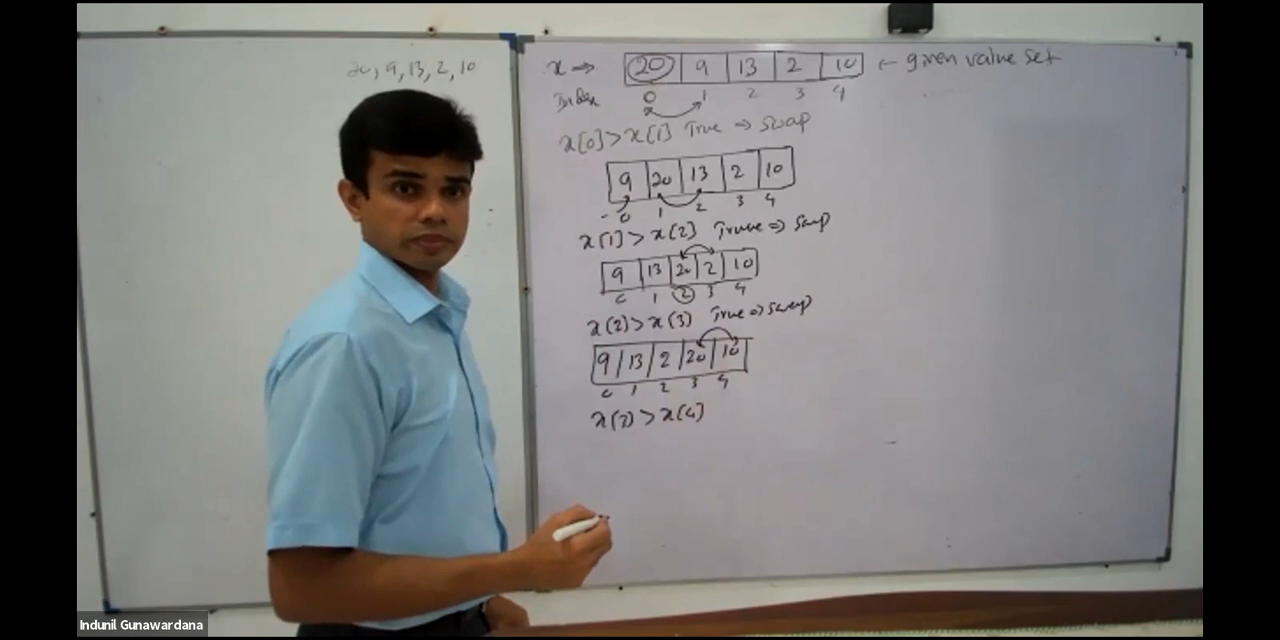 20, 9, 13, 2, 10
x ⇒ 20 9 13 2 10 ← given value set
Index 0 1 2 3 4
x[0] > x[1] True ⇒ swap
9 20 13 2 10
0 1 2 3 4
x[1] > x[2] True ⇒ swap
9 13 20 2 10
0 1 2 3 4
x[2] > x[3] True ⇒ swap
9 13 2 20 10
0 1 2 3 4
x[3] > x[4]
Indunil Gunawardana